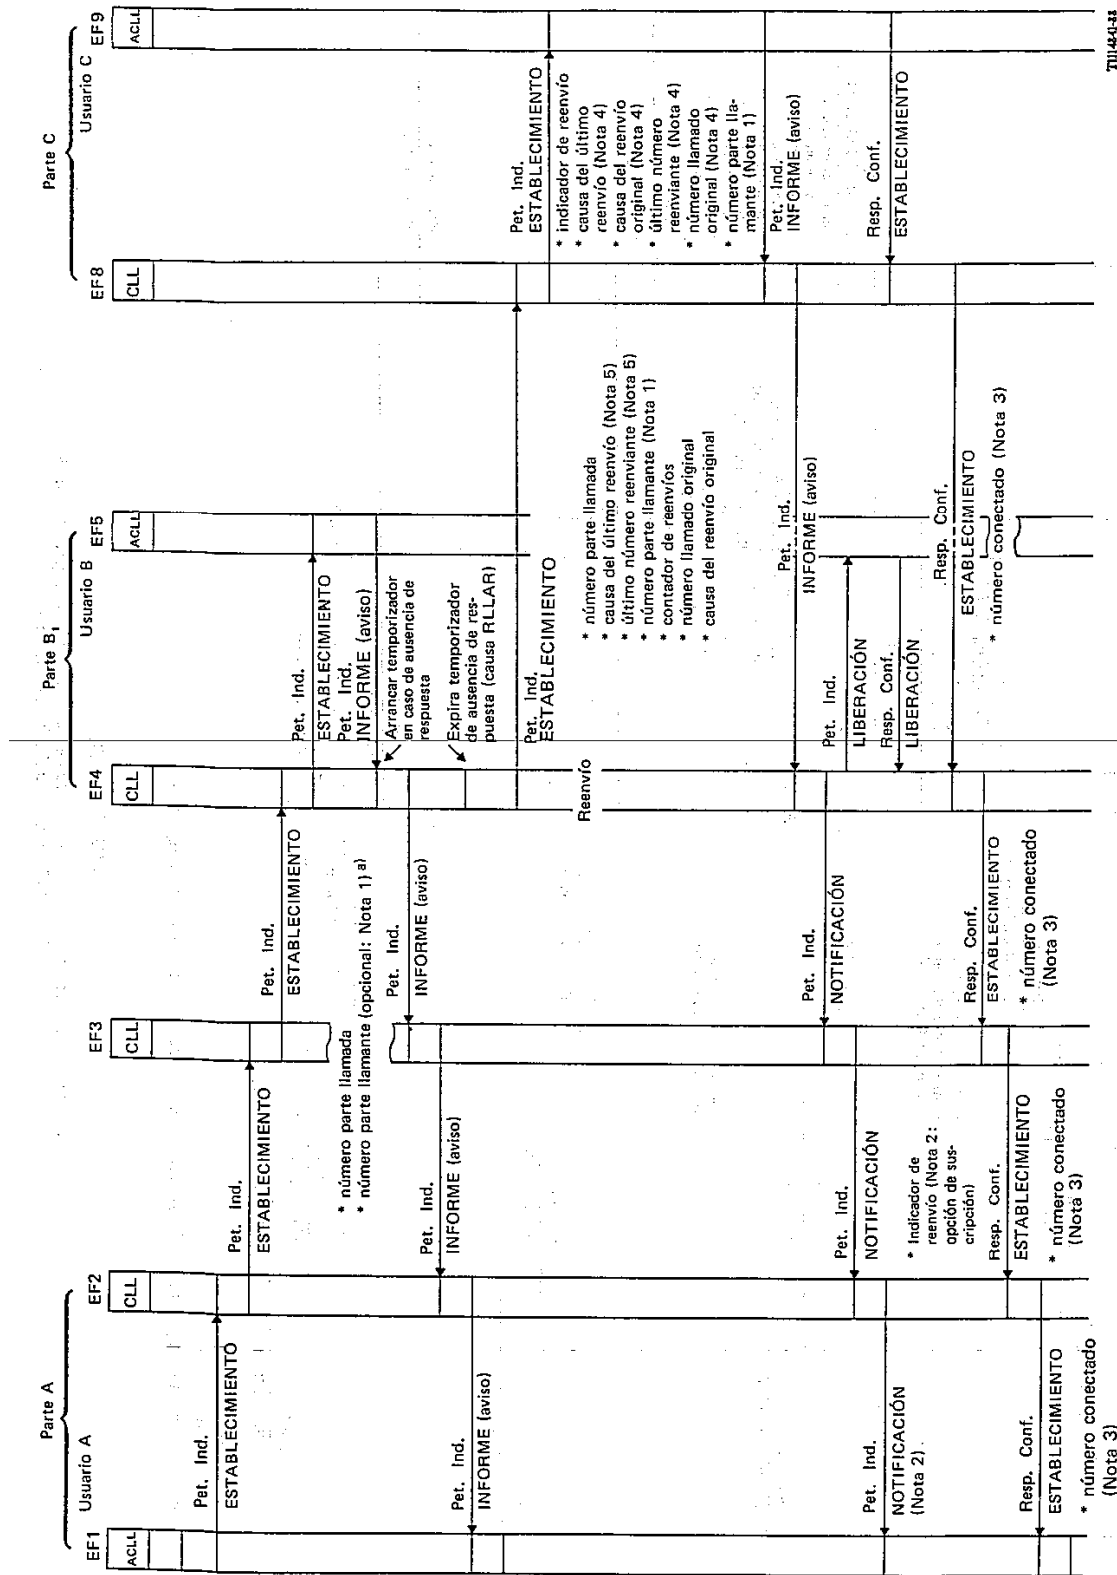 Parte A
Parte B1
Parte C
Usuario A
Usuario B
Usuario C
EF1
EF2
EF3
EF4
EF5
EF8
EF9
ACLL
CLL
CLL
CLL
ACLL
CLL
ACLL
Pet. Ind.
ESTABLECIMIENTO
Pet. Ind.
ESTABLECIMIENTO
* número parte llamada
* número parte llamante (opcional: Nota 1) a)
Pet. Ind.
ESTABLECIMIENTO
Pet. Ind.
ESTABLECIMIENTO
Pet. Ind.
INFORME (aviso)
Arrancar temporizador
en caso de ausencia de
respuesta
Pet. Ind.
INFORME (aviso)
Pet. Ind.
INFORME (aviso)
Pet. Ind.
INFORME (aviso)
Expira temporizador
de ausencia de res-
puesta (causa RLLAR)
Pet. Ind.
ESTABLECIMIENTO
Reenvío
* número parte llamada
* causa del último reenvío (Nota 5)
* último número reenviante (Nota 5)
* número parte llamante (Nota 1)
* contador de reenvíos
* número llamado original
* causa del reenvío original
Pet. Ind.
ESTABLECIMIENTO
* indicador de reenvío
* causa del último
reenvío (Nota 4)
* causa del reenvío
original (Nota 4)
* último número
reenviante (Nota 4)
* número llamado
original (Nota 4)
* número parte lla-
mante (Nota 1)
Pet. Ind.
INFORME (aviso)
Pet. Ind.
INFORME (aviso)
Pet. Ind.
NOTIFICACIÓN
Pet. Ind.
NOTIFICACIÓN
* Indicador de
reenvío (Nota 2:
opción de sus-
cripción)
Pet. Ind.
NOTIFICACIÓN
(Nota 2)
Pet. Ind.
LIBERACIÓN
Resp. Conf.
LIBERACIÓN
Resp. Conf.
ESTABLECIMIENTO
Resp. Conf.
ESTABLECIMIENTO
* número conectado (Nota 3)
Resp. Conf.
ESTABLECIMIENTO
* número conectado
(Nota 3)
Resp. Conf.
ESTABLECIMIENTO
* número conectado
(Nota 3)
Resp. Conf.
ESTABLECIMIENTO
* número conectado
(Nota 3)